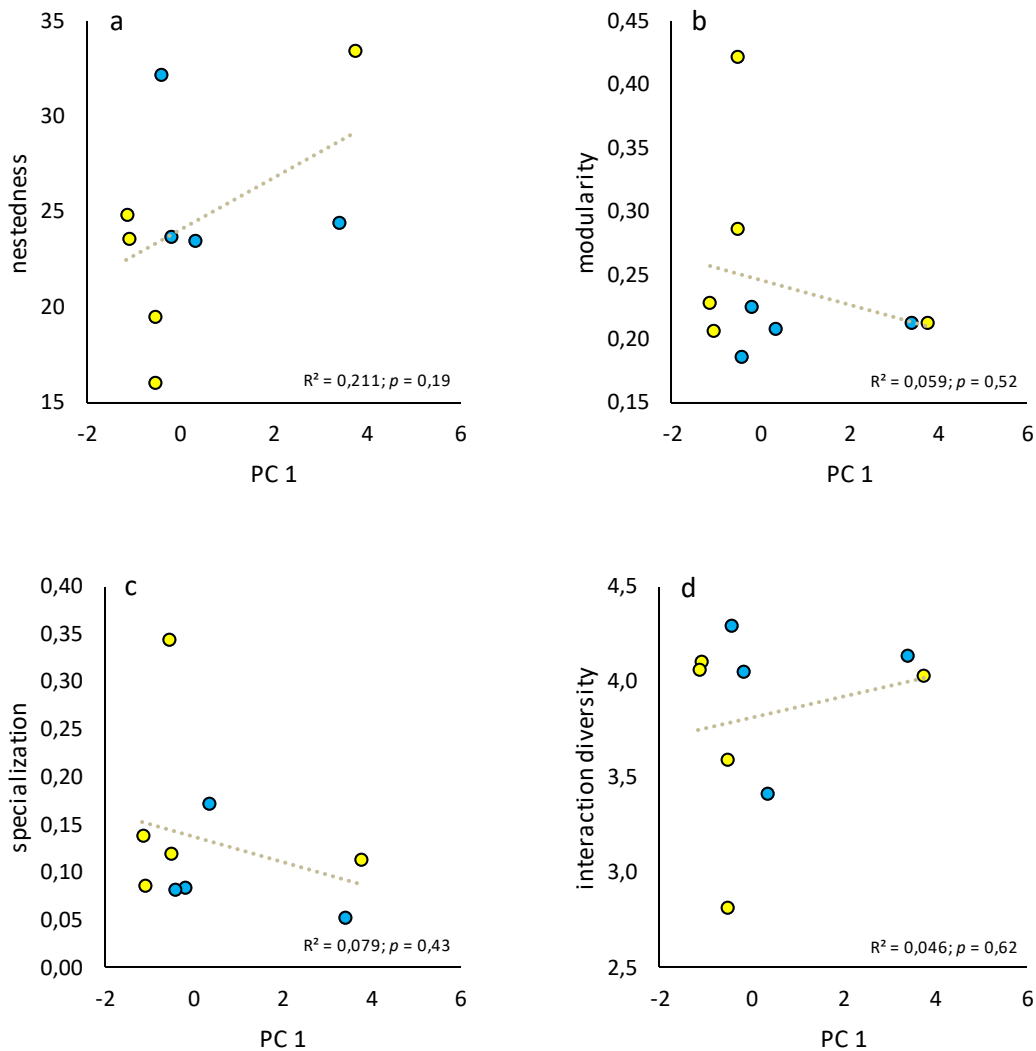 a
35
30
25
20
15
nestedness
R² = 0,211; p = 0,19
-2 0 2 4 6
PC 1
b
0,45
0,40
0,35
0,30
0,25
0,20
0,15
modularity
R² = 0,059; p = 0,52
-2 0 2 4 6
PC 1
c
0,40
0,35
0,30
0,25
0,20
0,15
0,10
0,05
0,00
specialization
R² = 0,079; p = 0,43
-2 0 2 4 6
PC 1
d
4,5
4,0
3,5
3,0
2,5
interaction diversity
R² = 0,046; p = 0,62
-2 0 2 4 6
PC 1